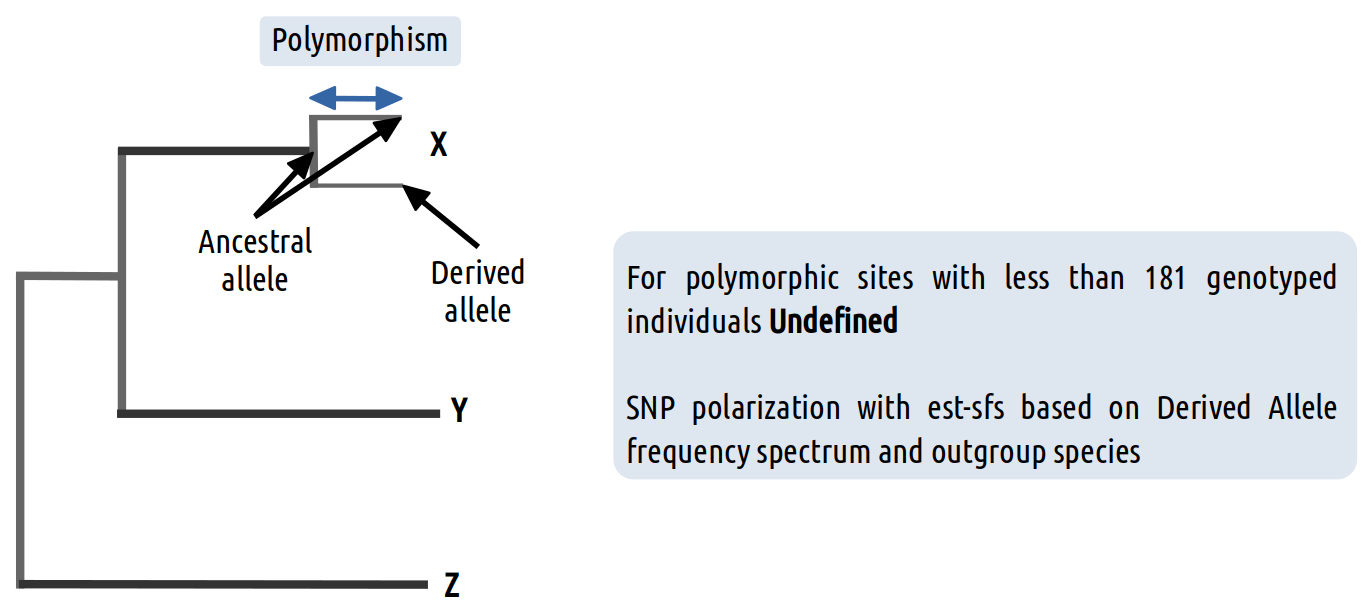 Polymorphism
X
Ancestral
allele
Derived
allele
For polymorphic sites with less than 181 genotyped
individuals Undefined
SNP polarization with est-sfs based on Derived Allele
frequency spectrum and outgroup species
Y
Z